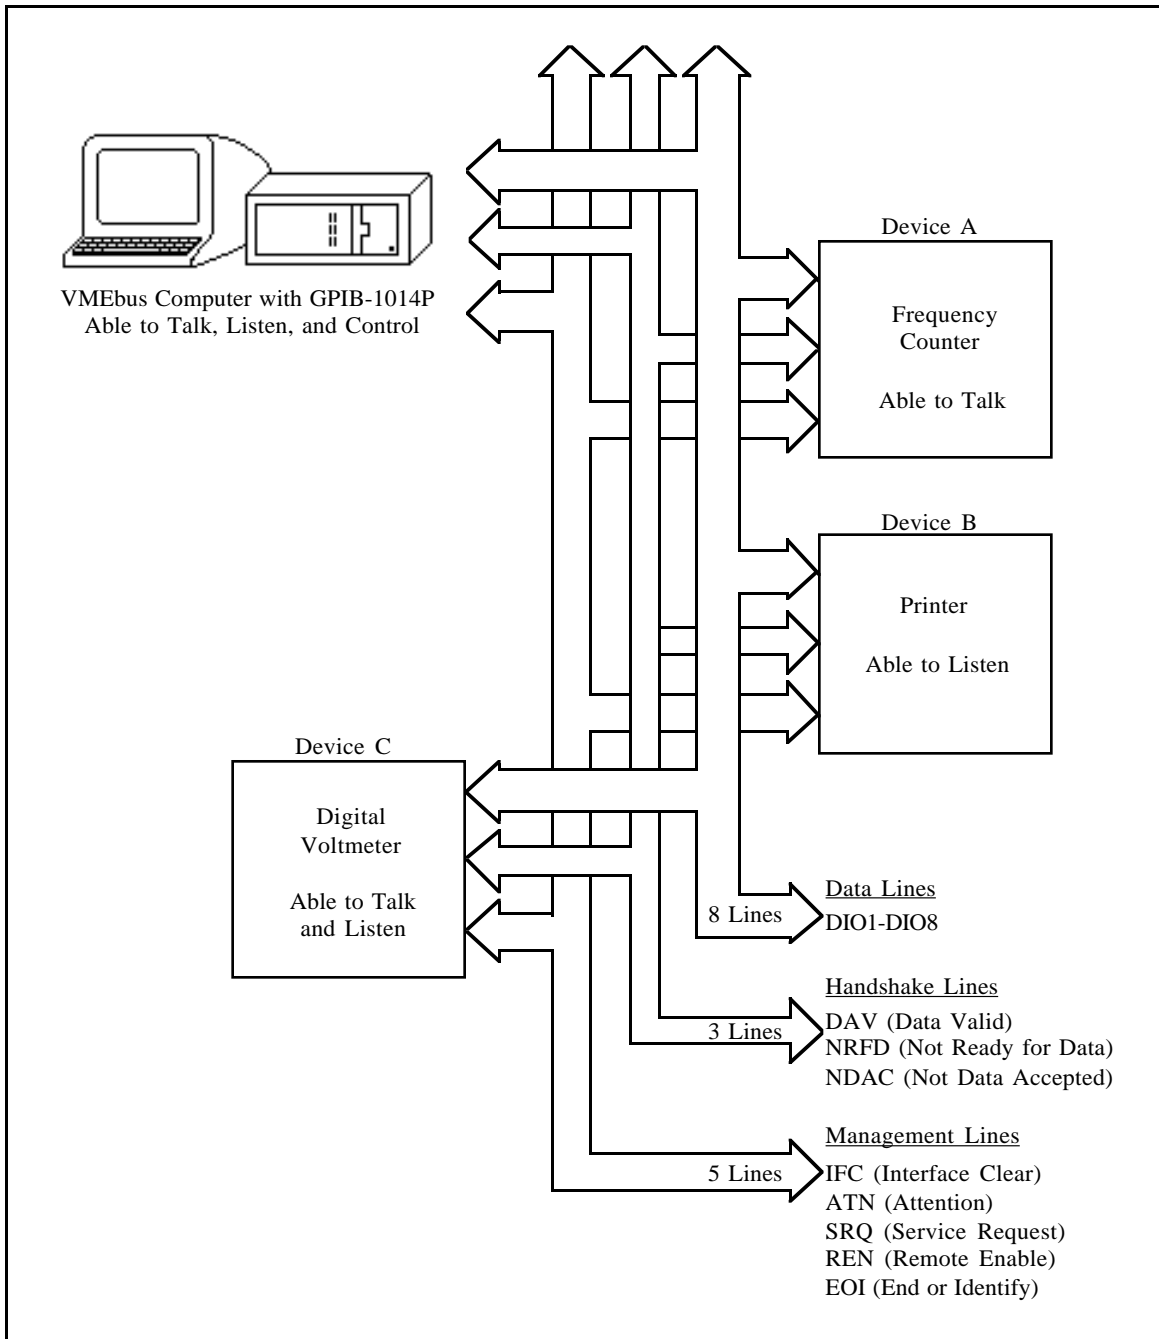 VMEbus Computer with GPIB-1014P
Able to Talk, Listen, and Control
Device A
Frequency
Counter
Able to Talk
Device B
Printer
Able to Listen
Device C
Digital
Voltmeter
Able to Talk
and Listen
8 Lines
Data Lines
DIO1-DIO8
3 Lines
Handshake Lines
DAV (Data Valid)
NRFD (Not Ready for Data)
NDAC (Not Data Accepted)
5 Lines
Management Lines
IFC (Interface Clear)
ATN (Attention)
SRQ (Service Request)
REN (Remote Enable)
EOI (End or Identify)